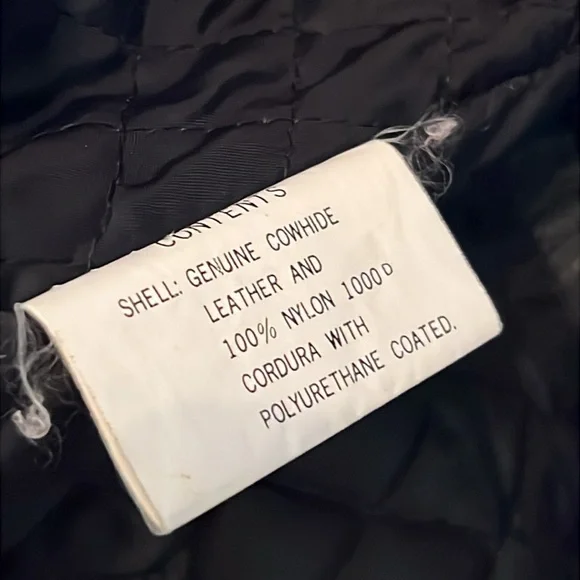 CONTENTS
SHELL: GENUINE COWHIDE
LEATHER AND
100% NYLON 1000D
CORDURA WITH
POLYURETHANE COATED.